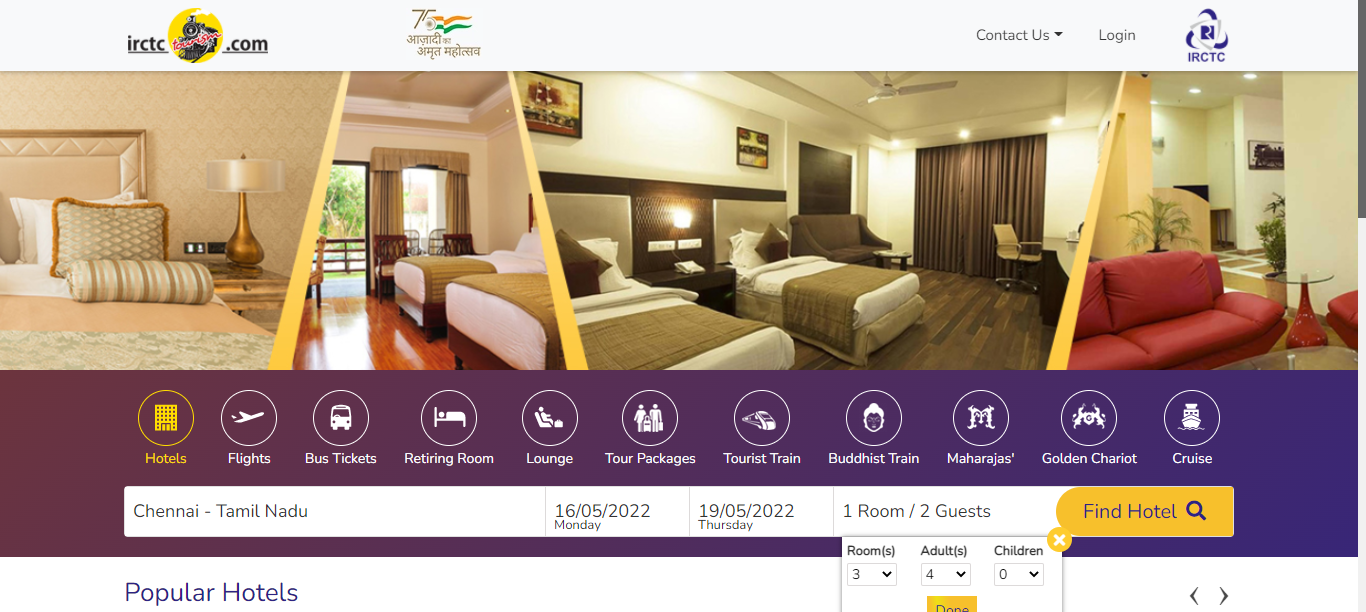 irctc tourism .com
75
आज़ादी का
अमृत महोत्सव
Contact Us
Login
IRCTC
Hotels
Flights
Bus Tickets
Retiring Room
Lounge
Tour Packages
Tourist Train
Buddhist Train
Maharajas'
Golden Chariot
Cruise
Chennai - Tamil Nadu
16/05/2022
Monday
19/05/2022
Thursday
1 Room / 2 Guests
Find Hotel
Room(s)
Adult(s)
Children
3
4
0
Done
Popular Hotels